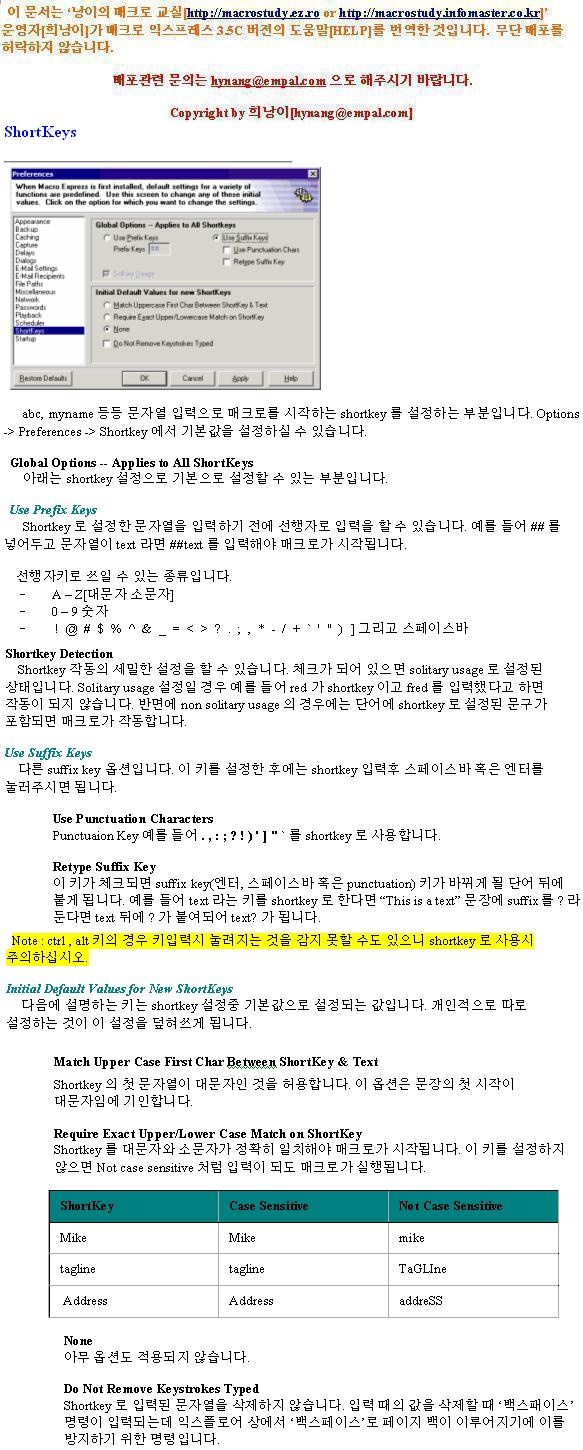 이 문서는 '낭이의 매크로 교실[http://macrostudy.ez.ro or http://macrostudy.infomaster.co.kr]'
운영자[희낭이]가 매크로 익스프레스 3.5C 버젼의 도움말[HELP]를 번역한 것입니다. 무단 배포를
허락하지 않습니다.
배포관련 문의는 hynang@empal.com 으로 해주시기 바랍니다.
Copyright by 희낭이[hynang@empal.com]
ShortKeys
Preferences
When Macro Express is first installed, default settings for a variety of
functions are predefined. Use this screen to change any of these initial
values. Click on the option for which you want to change the settings.
Appearance
Backup
Caching
Capture
Delays
Dialogs
E-Mail Settings
E-Mail Recipients
File Paths
Miscellaneous
Network
Passwords
Playback
Scheduler
ShortKeys
Startup
Global Options -- Applies to All Shortkeys
Use Prefix Keys
Prefix Keys ##
Solitary Usage
Use Suffix Keys
Use Punctuation Chars
Retype Suffix Key
Initial Default Values for new ShortKeys
Match Uppercase First Char Between ShortKey & Text
Require Exact Upper/Lowercase Match on ShortKey
None
Do Not Remove Keystrokes Typed
Restore Defaults
OK
Cancel
Apply
Help
abc, myname 등등 문자열 입력으로 매크로를 시작하는 shortkey 를 설정하는 부분입니다. Options
-> Preferences -> Shortkey 에서 기본값을 설정하실 수 있습니다.
Global Options -- Applies to All ShortKeys
아래는 shortkey 설정으로 기본으로 설정할 수 있는 부분입니다.
Use Prefix Keys
Shortkey 로 설정한 문자열을 입력하기 전에 선행자로 입력을 할 수 있습니다. 예를 들어 ## 를
넣어두고 문자열이 text 라면 ##text 를 입력해야 매크로가 시작됩니다.
선행자키로 쓰일 수 있는 종류입니다.
- A – Z[대문자 소문자]
- 0 – 9 숫자
- ! @ # $ % ^ & _ = < > ? . ; , * - / + ` ' " ) ] 그리고 스페이스바
Shortkey Detection
Shortkey 작동의 세밀한 설정을 할 수 있습니다. 체크가 되어 있으면 solitary usage 로 설정된
상태입니다. Solitary usage 설정일 경우 예를 들어 red 가 shortkey 이고 fred 를 입력했다고 하면
작동이 되지 않습니다. 반면에 non solitary usage 의 경우에는 단어에 shortkey 로 설정된 문구가
포함되면 매크로가 작동합니다.
Use Suffix Keys
다른 suffix key 옵션입니다. 이 키를 설정한 후에는 shortkey 입력후 스페이스바 혹은 엔터를
눌러주시면 됩니다.
Use Punctuation Characters
Punctuaion Key 예를 들어 . , : ; ? ! ) ' ] " ` 를 shortkey 로 사용합니다.
Retype Suffix Key
이 키가 체크되면 suffix key(엔터, 스페이스바 혹은 punctuation) 키가 바뀌게 될 단어 뒤에
붙게 됩니다. 예를 들어 text 라는 키를 shortkey 로 한다면 “This is a text” 문장에 suffix 를 ? 라
둔다면 text 뒤에 ? 가 붙여되어 text? 가 됩니다.
Note : ctrl , alt 키의 경우 키입력시 눌려지는 것을 감지 못할 수도 있으니 shortkey 로 사용시
주의하십시오.
Initial Default Values for New ShortKeys
다음에 설명하는 키는 shortkey 설정중 기본값으로 설정되는 값입니다. 개인적으로 따로
설정하는 것이 이 설정을 덮혀쓰게 됩니다.
Match Upper Case First Char Between ShortKey & Text
Shortkey 의 첫 문자열이 대문자인 것을 허용합니다. 이 옵션은 문장의 첫 시작이
대문자임에 기인합니다.
Require Exact Upper/Lower Case Match on ShortKey
Shortkey 를 대문자와 소문자가 정확히 일치해야 매크로가 시작됩니다. 이 키를 설정하지
않으면 Not case sensitive 처럼 입력이 되도 매크로가 실행됩니다.
ShortKey Case Sensitive Not Case Sensitive
Mike Mike mike
tagline tagline TaGLIne
Address Address addreSS
None
아무 옵션도 적용되지 않습니다.
Do Not Remove Keystrokes Typed
Shortkey 로 입력된 문자열을 삭제하지 않습니다. 입력 때의 값을 삭제할 때 ‘백스패이스’
명령이 입력되는데 익스플로어 상에서 ‘백스페이스’로 페이지 백이 이루어지기에 이를
방지하기 위한 명령입니다.